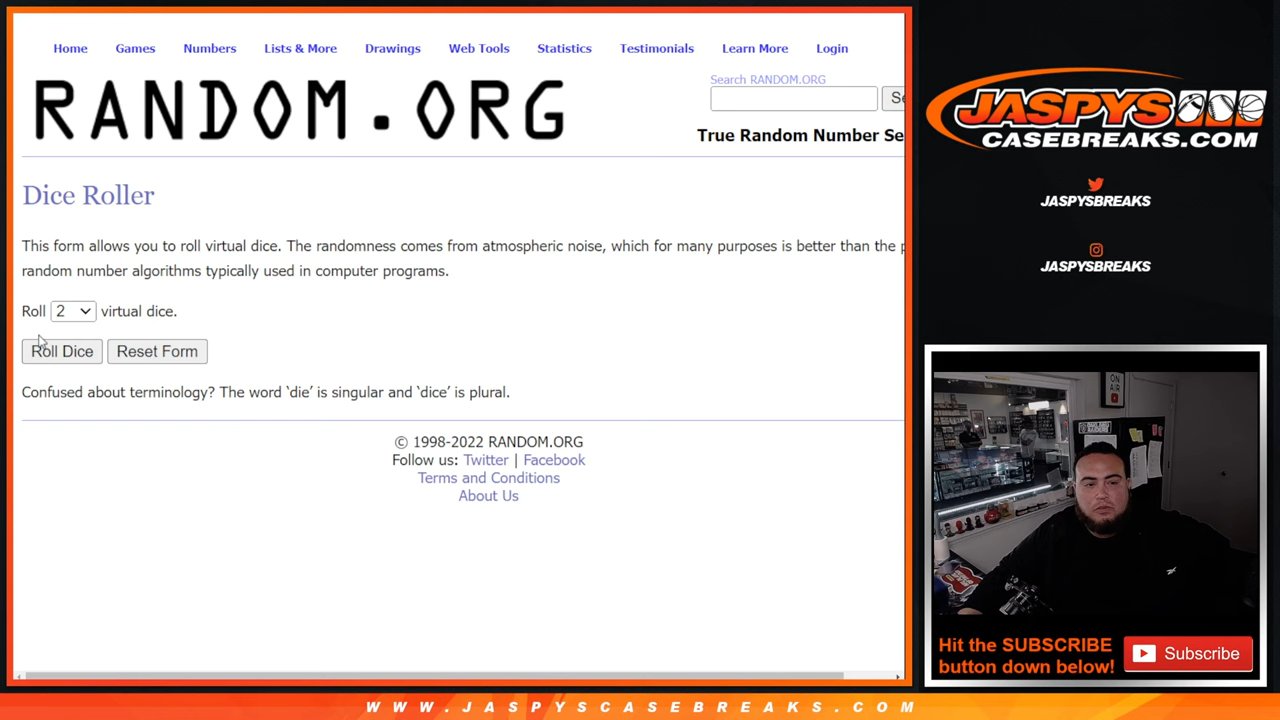 Home Games Numbers Lists & More Drawings Web Tools Statistics Testimonials Learn More Login
RANDOM.ORG
Search RANDOM.ORG
Se
True Random Number Se
Dice Roller
This form allows you to roll virtual dice. The randomness comes from atmospheric noise, which for many purposes is better than the p
random number algorithms typically used in computer programs.
Roll 2 virtual dice.
Roll Dice Reset Form
Confused about terminology? The word ‘die’ is singular and ‘dice’ is plural.
© 1998-2022 RANDOM.ORG
Follow us: Twitter | Facebook
Terms and Conditions
About Us
JASPYS
CASEBREAKS.COM
JASPYSBREAKS
JASPYSBREAKS
ON AIR
Hit the SUBSCRIBE
button down below!
Subscribe
WWW.JASPYSCASEBREAKS.COM